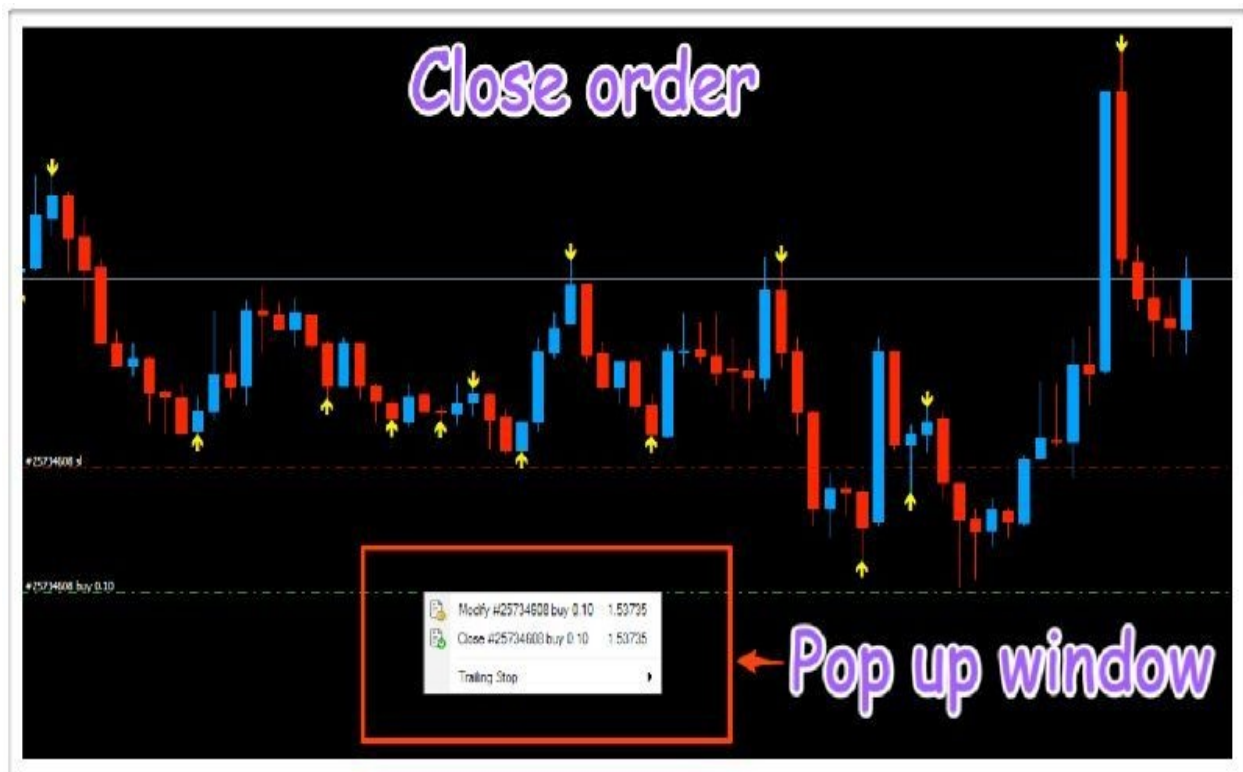 Close order
#25734608 sl
#25734608 buy 0.10
Modify #25734608 buy 0.10 1.53735
Close #25734608 buy 0.10 1.53735
Trailing Stop
Pop up window